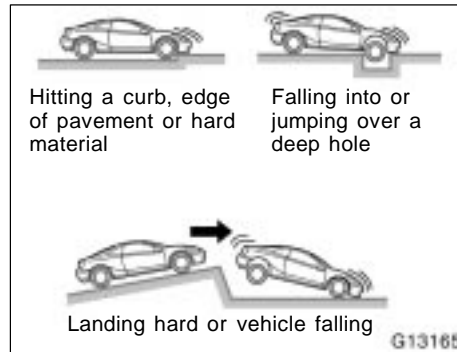 Hitting a curb, edge
of pavement or hard
material
Falling into or
jumping over a
deep hole
Landing hard or vehicle falling
G13165